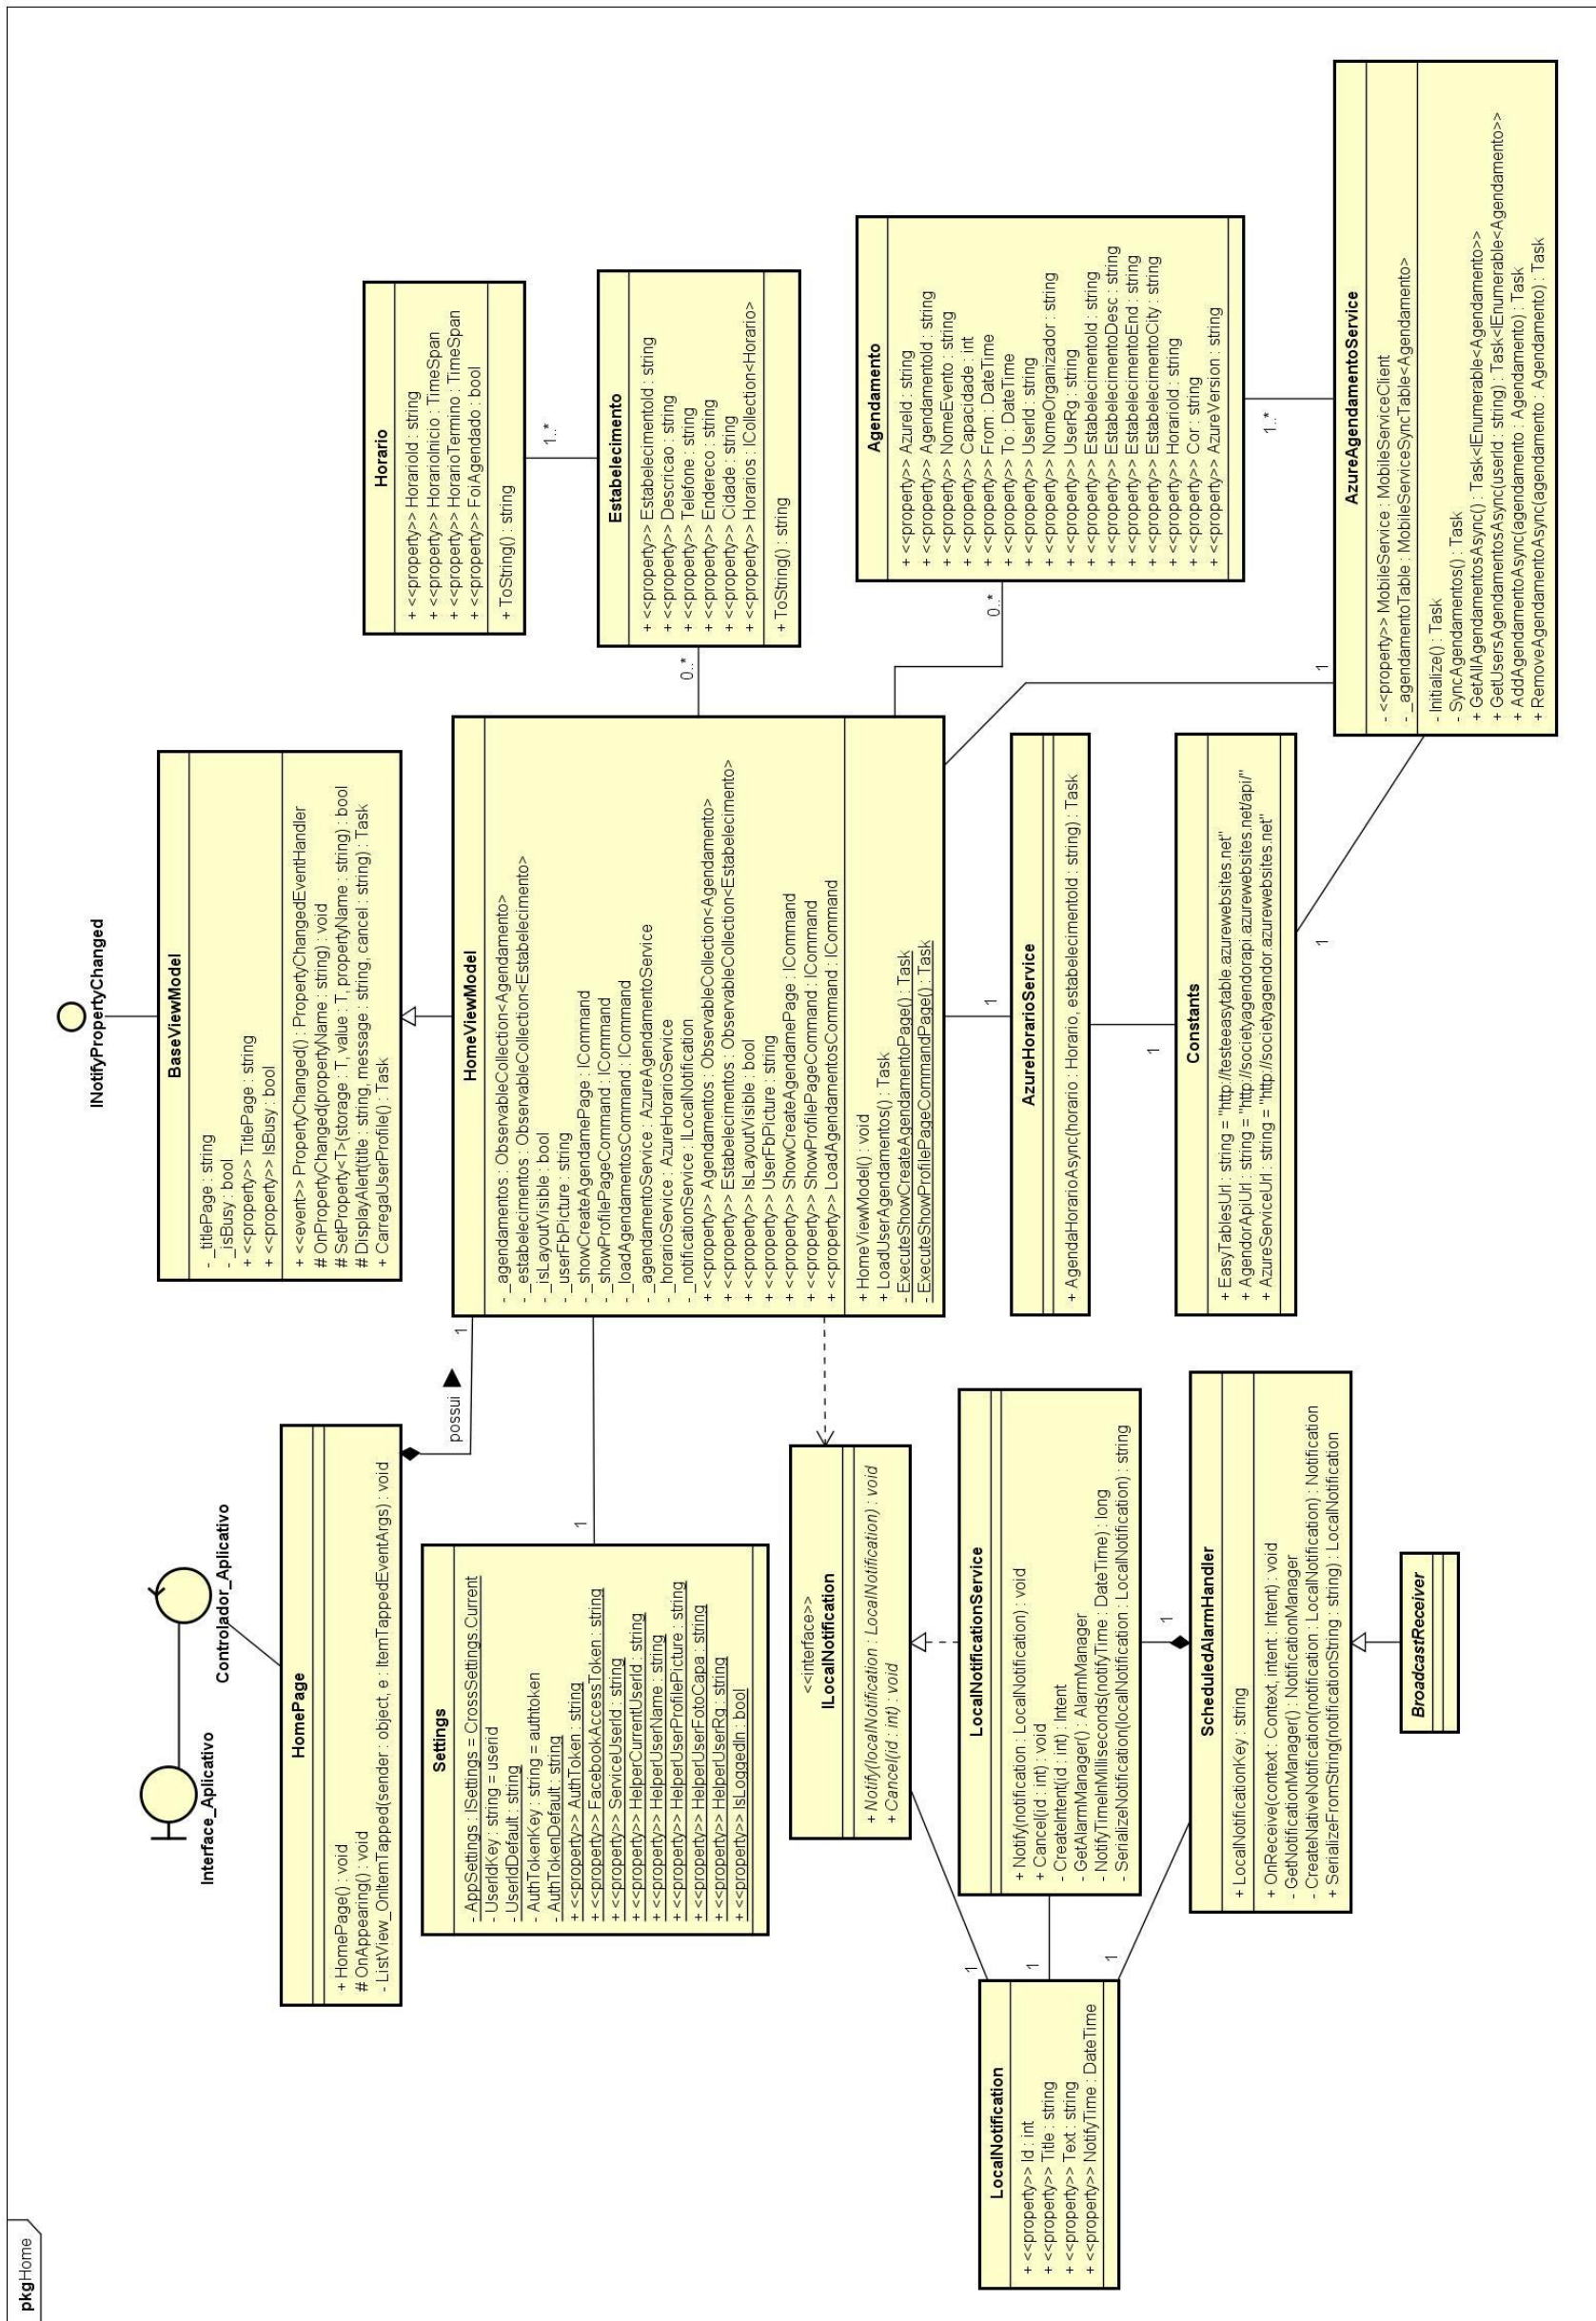 pkgHome
Interface_Aplicativo
Controlador_Aplicativo
INotifyPropertyChanged
HomePage
+ HomePage() : void
# OnAppearing() : void
- ListView_OnItemTapped(sender : object, e : ItemTappedEventArgs) : void
possui
1
BaseViewModel
- _titlePage : string
- _isBusy : bool
+ <<property>> TitlePage : string
+ <<property>> IsBusy : bool
+ <<event>> PropertyChanged() : PropertyChangedEventHandler
# OnPropertyChanged(propertyName : string) : void
# SetProperty<T>(storage : T, value : T, propertyName : string) : bool
# DisplayAlert(title : string, message : string, cancel : string) : Task
+ CarregaUserProfile() : Task
Horario
+ <<property>> HorarioId : string
+ <<property>> HorarioInicio : TimeSpan
+ <<property>> HorarioTermino : TimeSpan
+ <<property>> FoiAgendado : bool
+ ToString() : string
1..*
Settings
- AppSettings : ISettings = CrossSettings.Current
- UserIdKey : string = userid
- UserIdDefault : string
- AuthTokenKey : string = authtoken
- AuthTokenDefault : string
+ <<property>> AuthToken : string
+ <<property>> FacebookAccessToken : string
+ <<property>> ServiceUserId : string
+ <<property>> HelperCurrentUserId : string
+ <<property>> HelperUserName : string
+ <<property>> HelperUserProfilePicture : string
+ <<property>> HelperUserFotoCapa : string
+ <<property>> HelperUserRg : string
+ <<property>> IsLoggedIn : bool
1
HomeViewModel
- _agendamentos : ObservableCollection<Agendamento>
- _estabelecimentos : ObservableCollection<Estabelecimento>
- _isLayoutVisible : bool
- _userFbPicture : string
- _showCreateAgendamePage : ICommand
- _showProfilePageCommand : ICommand
- _loadAgendamentosCommand : ICommand
- _agendamentoService : AzureAgendamentoService
- _horarioService : AzureHorarioService
- _notificationService : ILocalNotification
+ <<property>> Agendamentos : ObservableCollection<Agendamento>
+ <<property>> Estabelecimentos : ObservableCollection<Estabelecimento>
+ <<property>> IsLayoutVisible : bool
+ <<property>> UserFbPicture : string
+ <<property>> ShowCreateAgendamePage : ICommand
+ <<property>> ShowProfilePageCommand : ICommand
+ <<property>> LoadAgendamentosCommand : ICommand
+ HomeViewModel() : void
+ LoadUserAgendamentos() : Task
- ExecuteShowCreateAgendamentoPage() : Task
- ExecuteShowProfilePageCommandPage() : Task
Estabelecimento
+ <<property>> EstabelecimentoId : string
+ <<property>> Descricao : string
+ <<property>> Telefone : string
+ <<property>> Endereco : string
+ <<property>> Cidade : string
+ <<property>> Horarios : ICollection<Horario>
+ ToString() : string
0..*
<<interface>>
ILocalNotification
+ Notify(localNotification : LocalNotification) : void
+ Cancel(id : int) : void
Agendamento
+ <<property>> AzureId : string
+ <<property>> AgendamentoId : string
+ <<property>> NomeEvento : string
+ <<property>> Capacidade : int
+ <<property>> From : DateTime
+ <<property>> To : DateTime
+ <<property>> UserId : string
+ <<property>> NomeOrganizador : string
+ <<property>> UserRg : string
+ <<property>> EstabelecimentoId : string
+ <<property>> EstabelecimentoDesc : string
+ <<property>> EstabelecimentoEnd : string
+ <<property>> EstabelecimentoCity : string
+ <<property>> HorarioId : string
+ <<property>> Cor : string
+ <<property>> AzureVersion : string
0..*
1..*
LocalNotification
+ <<property>> Id : int
+ <<property>> Title : string
+ <<property>> Text : string
+ <<property>> NotifyTime : DateTime
1
1
1
LocalNotificationService
+ Notify(notification : LocalNotification) : void
+ Cancel(id : int) : void
- CreateIntent(id : int) : Intent
- GetAlarmManager() : AlarmManager
- NotifyTimeInMilliseconds(notifyTime : DateTime) : long
- SerializeNotification(localNotification : LocalNotification) : string
1
AzureHorarioService
+ AgendaHorarioAsync(horario : Horario, estabelecimentoId : string) : Task
1
ScheduledAlarmHandler
+ LocalNotificationKey : string
+ OnReceive(context : Context, intent : Intent) : void
- GetNotificationManager() : NotificationManager
- CreateNativeNotification(notification : LocalNotification) : Notification
+ SerializeFromString(notificationString : string) : LocalNotification
1
Constants
+ EasyTablesUrl : string = "http://testeeasytable.azurewebsites.net"
+ AgendorApiUrl : string = "http://societyagendorapi.azurewebsites.net/api/"
+ AzureServiceUrl : string = "http://societyagendor.azurewebsites.net"
1
1
AzureAgendamentoService
- <<property>> MobileService : MobileServiceClient
- _agendamentoTable : MobileServiceSyncTable<Agendamento>
- Initialize() : Task
- SyncAgendamentos() : Task
+ GetAllAgendamentosAsync() : Task<IEnumerable<Agendamento>>
+ GetUsersAgendamentosAsync(userId : string) : Task<IEnumerable<Agendamento>>
+ AddAgendamentoAsync(agendamento : Agendamento) : Task
+ RemoveAgendamentoAsync(agendamento : Agendamento) : Task
BroadcastReceiver